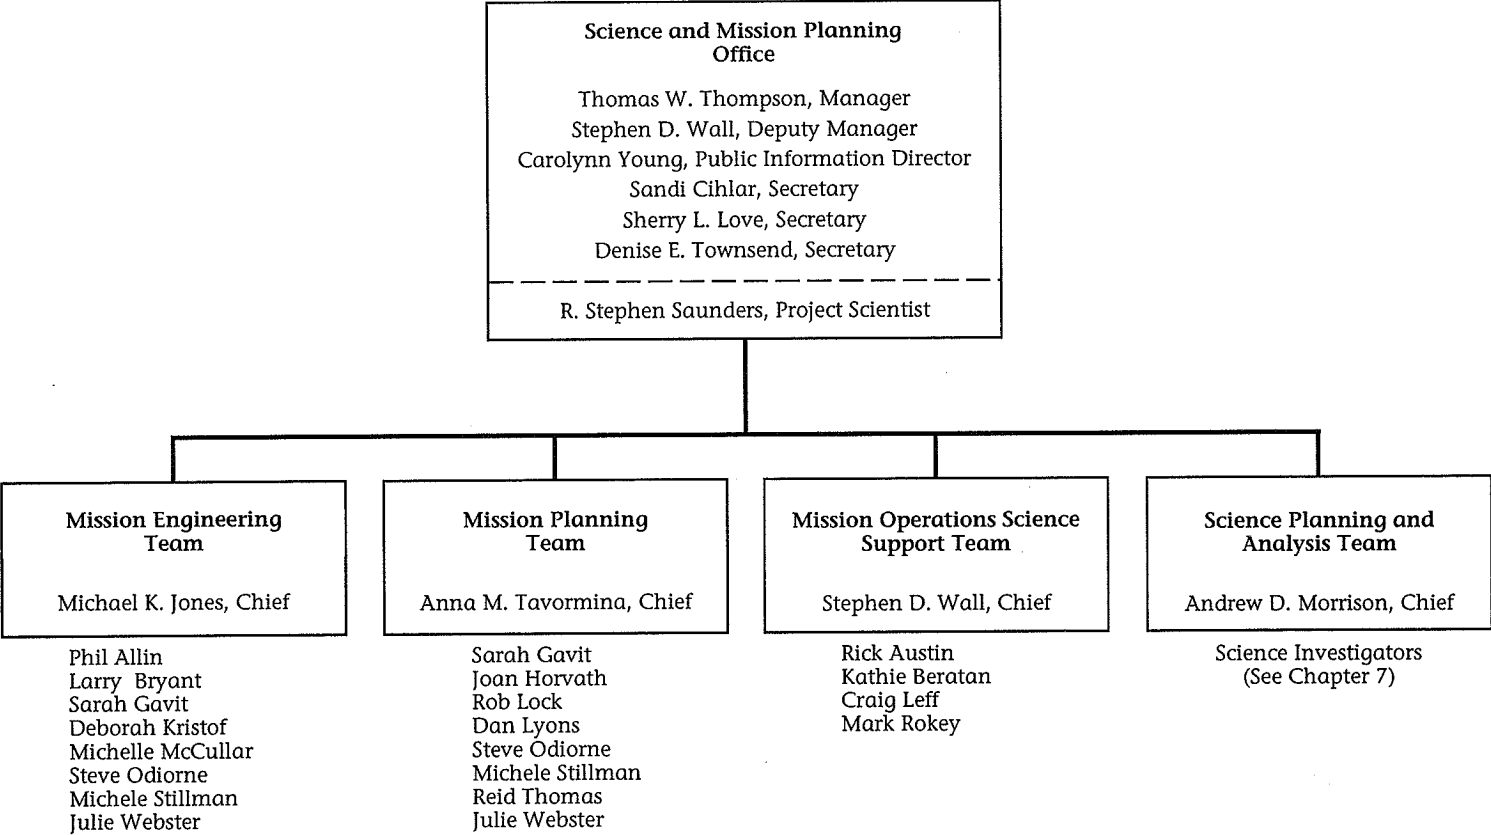 Science and Mission Planning
Office
Thomas W. Thompson, Manager
Stephen D. Wall, Deputy Manager
Carolynn Young, Public Information Director
Sandi Cihlar, Secretary
Sherry L. Love, Secretary
Denise E. Townsend, Secretary
R. Stephen Saunders, Project Scientist
Mission Engineering
Team
Michael K. Jones, Chief
Phil Allin
Larry Bryant
Sarah Gavit
Deborah Kristof
Michelle McCullar
Steve Odiorne
Michele Stillman
Julie Webster
Mission Planning
Team
Anna M. Tavormina, Chief
Sarah Gavit
Joan Horvath
Rob Lock
Dan Lyons
Steve Odiorne
Michele Stillman
Reid Thomas
Julie Webster
Mission Operations Science
Support Team
Stephen D. Wall, Chief
Rick Austin
Kathie Beratan
Craig Leff
Mark Rokey
Science Planning and
Analysis Team
Andrew D. Morrison, Chief
Science Investigators
(See Chapter 7)